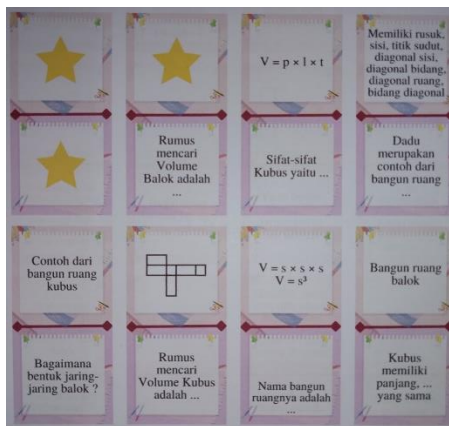 V = p × l × t
Memiliki rusuk,
sisi, titik sudut,
diagonal sisi,
diagonal bidang,
diagonal ruang,
bidang diagonal
Rumus
mencari
Volume
Balok adalah
...
Sifat-sifat
Kubus yaitu ...
Dadu
merupakan
contoh dari
bangun ruang
...
Contoh dari
bangun ruang
kubus
V = s × s × s
V = s³
Bangun ruang
balok
Bagaimana
bentuk jaring-
jaring balok ?
Rumus
mencari
Volume Kubus
adalah ...
Nama bangun
ruangnya adalah
...
Kubus
memiliki
panjang, ...
yang sama